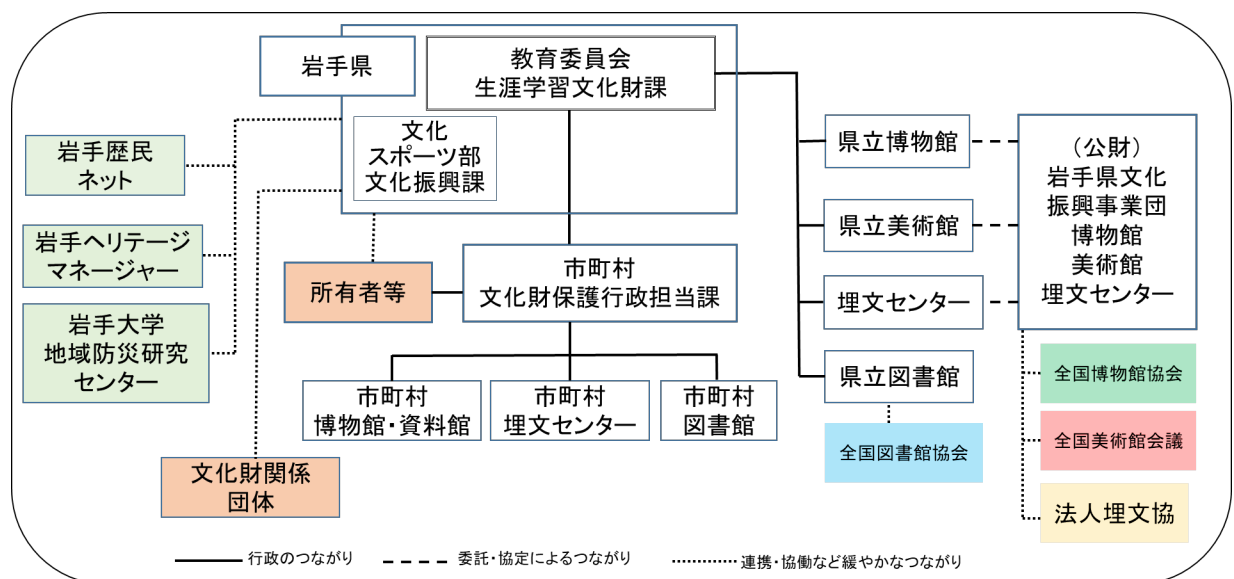 岩手県
教育委員会
生涯学習文化財課
文化
スポーツ部
文化振興課
岩手歴民
ネット
岩手ヘリテージ
マネージャー
岩手大学
地域防災研究
センター
所有者等
市町村
文化財保護行政担当課
市町村
博物館・資料館
市町村
埋文センター
市町村
図書館
文化財関係
団体
県立博物館
県立美術館
埋文センター
県立図書館
全国図書館協会
（公財）
岩手県文化
振興事業団
博物館
美術館
埋文センター
全国博物館協会
全国美術館会議
法人埋文協
行政のつながり
委託・協定によるつながり
連携・協働など緩やかなつながり